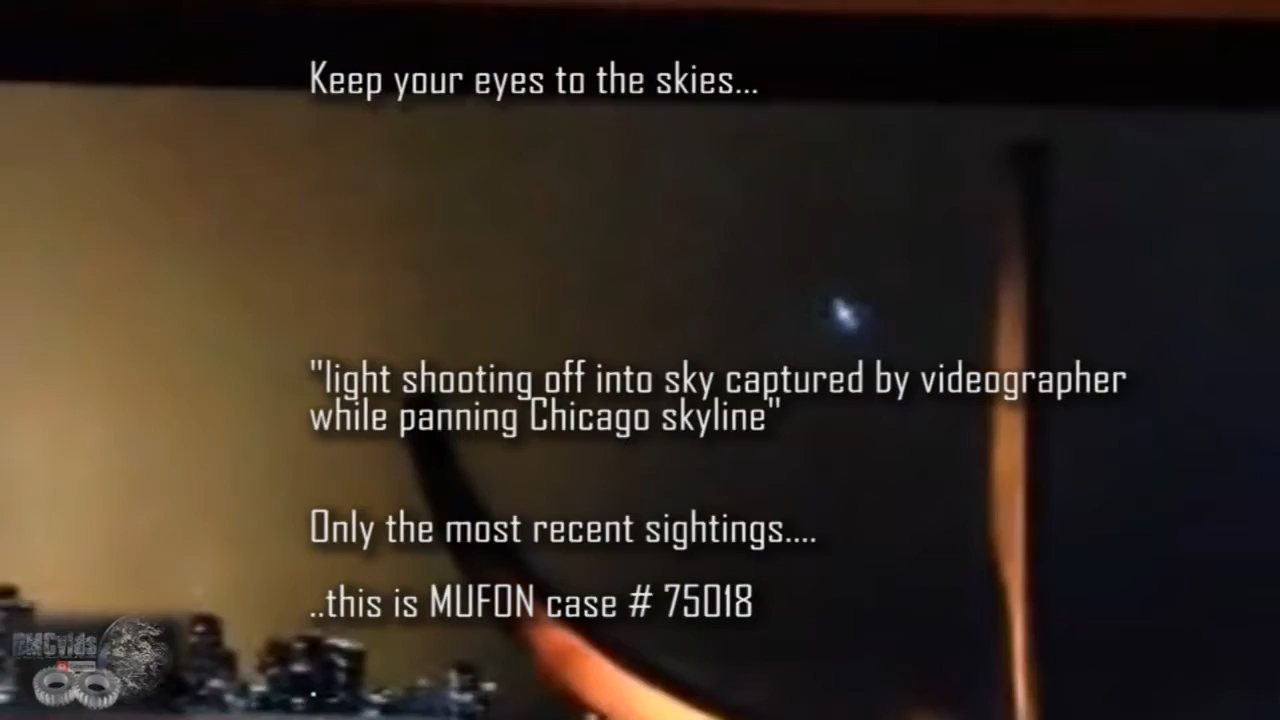 Keep your eyes to the skies...
"light shooting off into sky captured by videographer
while panning Chicago skyline"
Only the most recent sightings....
..this is MUFON case # 75018
BMCvids